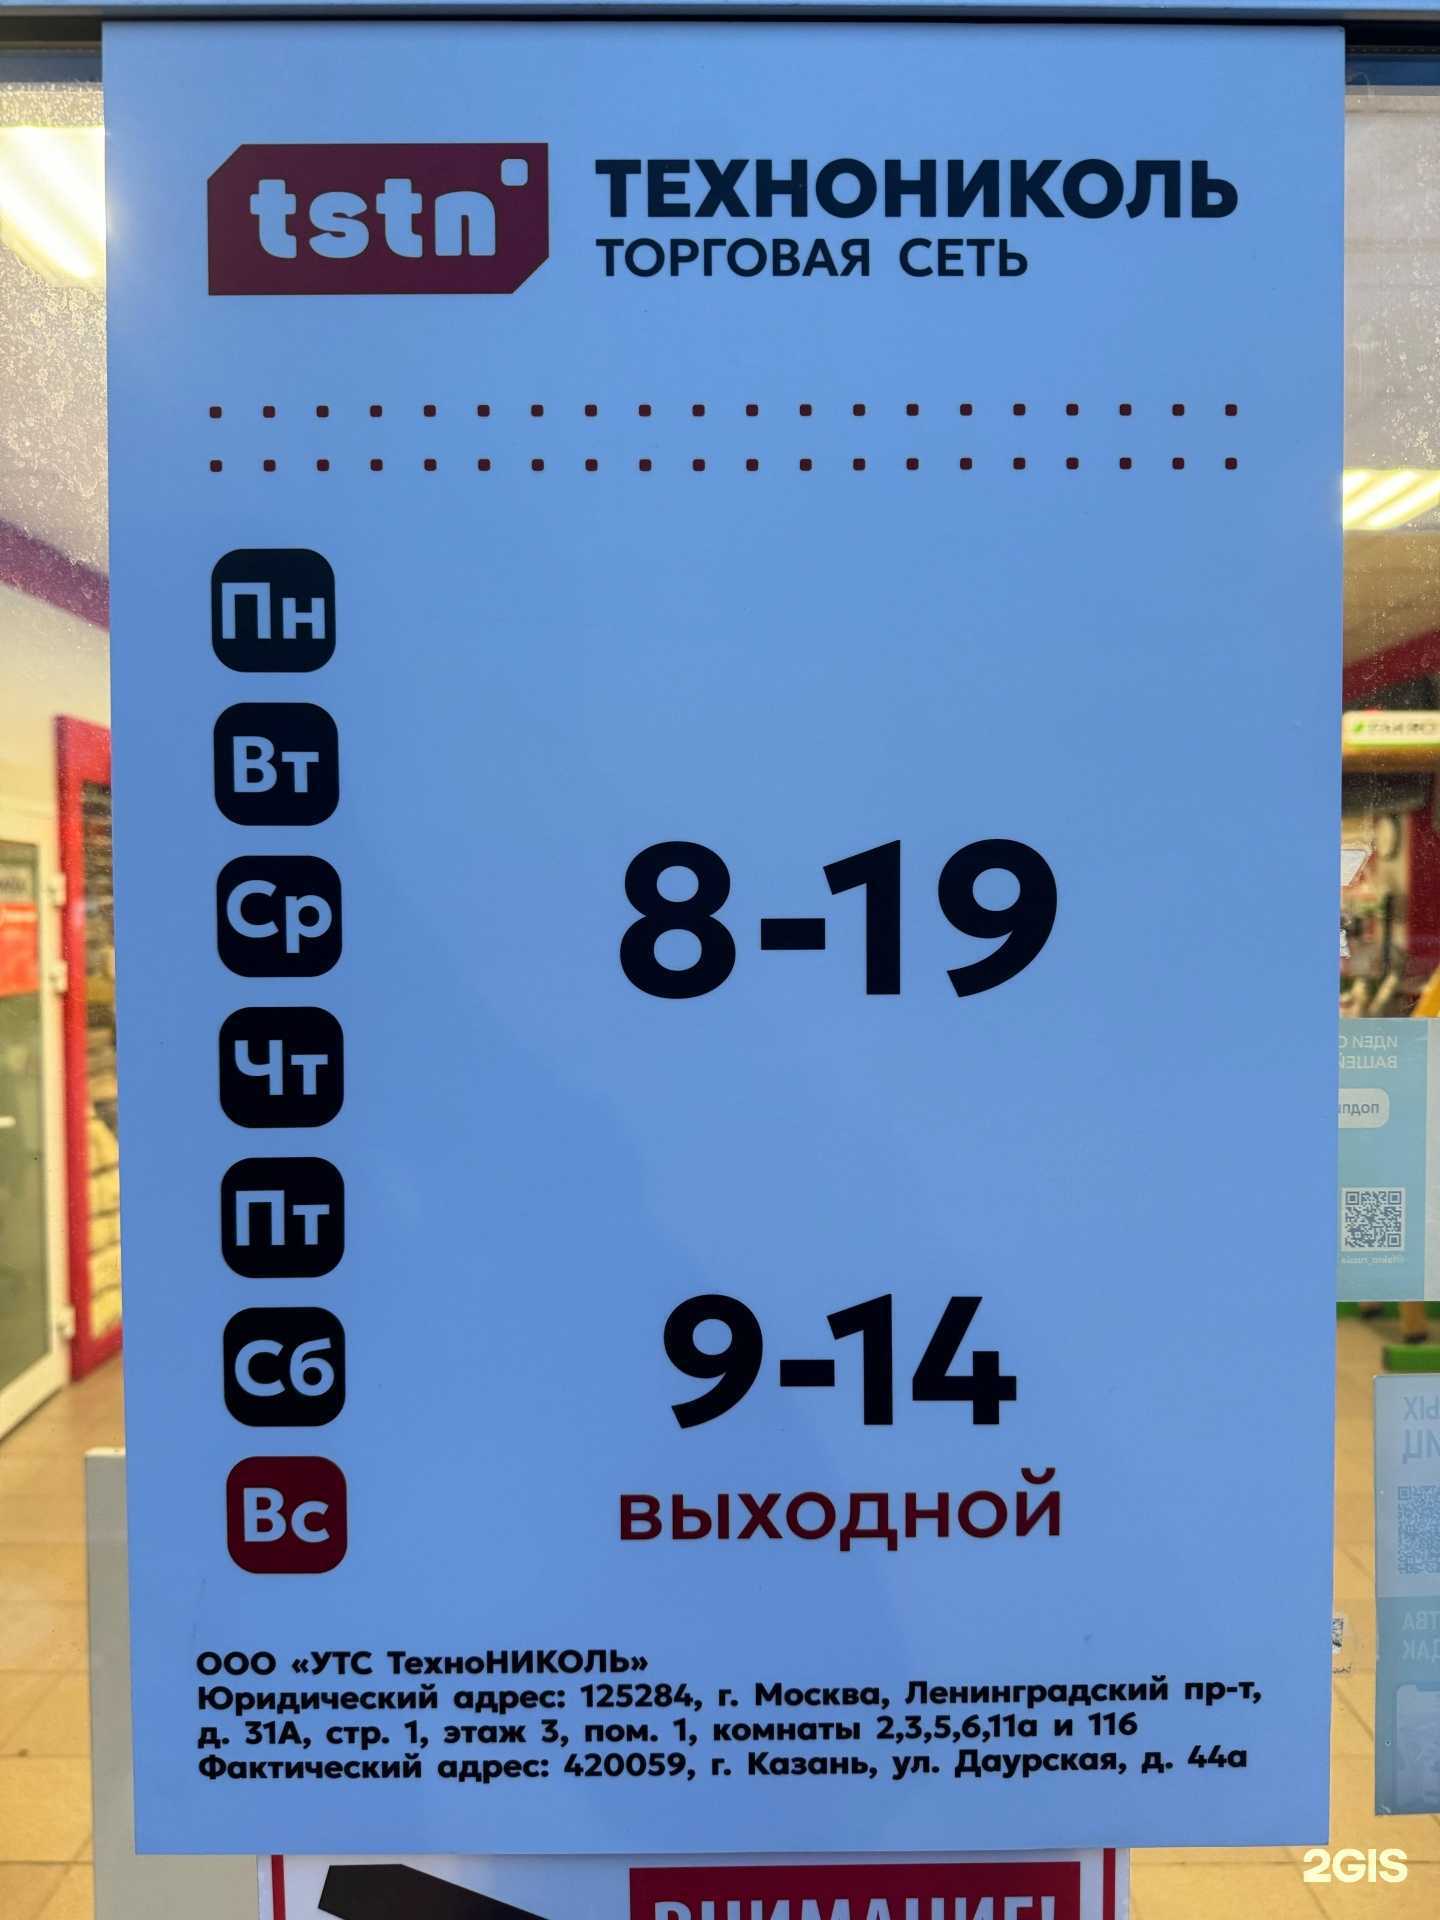 tstn
ТЕХНОНИКОЛЬ
ТОРГОВАЯ СЕТЬ
Пн
Вт
Ср
Чт
Пт
Сб
Вс
8-19
9-14
выходной
ООО «УТС ТехноНИКОЛЬ»
Юридический адрес: 125284, г. Москва, Ленинградский пр-т,
д. 31А, стр. 1, этаж 3, пом. 1, комнаты 2,3,5,6,11а и 11б
Фактический адрес: 420059, г. Казань, ул. Даурская, д. 44а
ВНИМАНИЕ!
2GIS